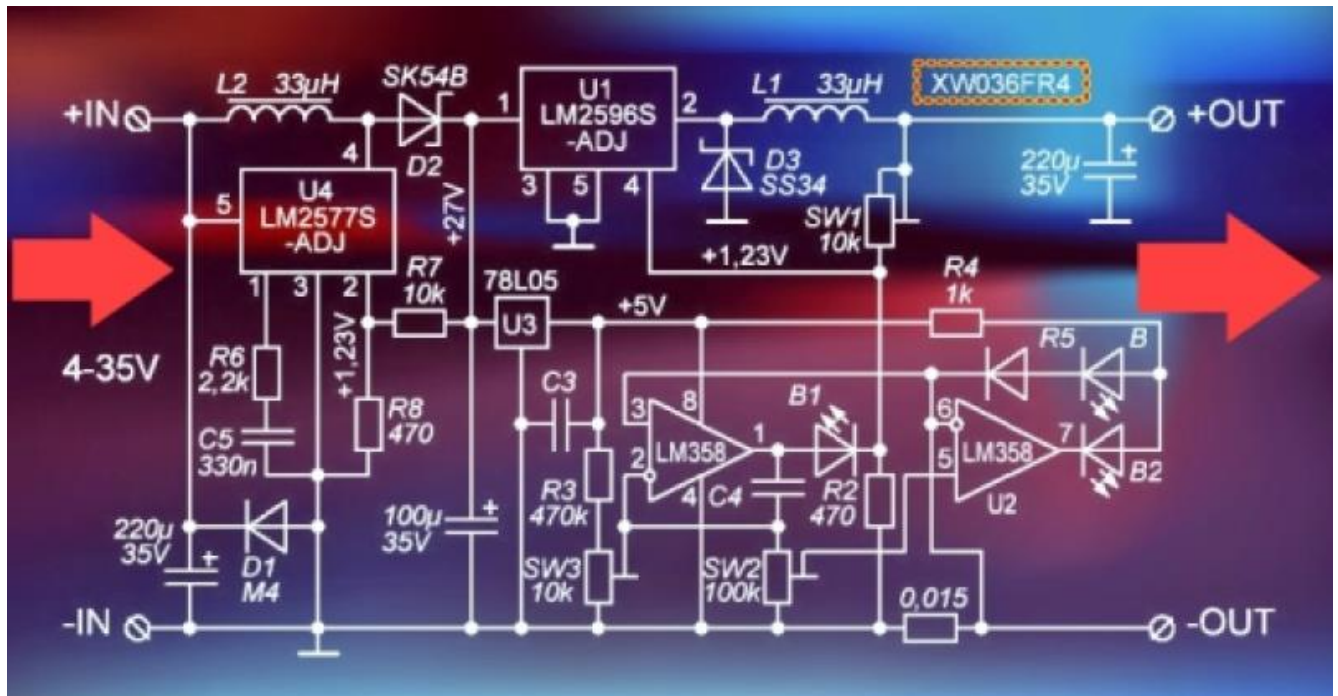 L2 33µH
SK54B
D2
+IN
4
5
U4
LM2577S
-ADJ
1 3 2
1
U1
LM2596S
-ADJ
2
3 5 4
+27V
L1 33µH
XW036FR4
+OUT
D3
SS34
220µ
35V
+
SW1
10k
+1,23V
R7
10k
78L05
U3
+5V
R4
1k
4-35V
R6
2,2k
+1,23V
C5
330n
R8
470
C3
3
8
LM358
1
2
4
B1
R5
B
6
LM358
7
5
U2
B2
C4
R3
470k
R2
470
220µ
35V
+
D1
M4
100µ
35V
+
SW3
10k
SW2
100k
0,015
-IN
-OUT